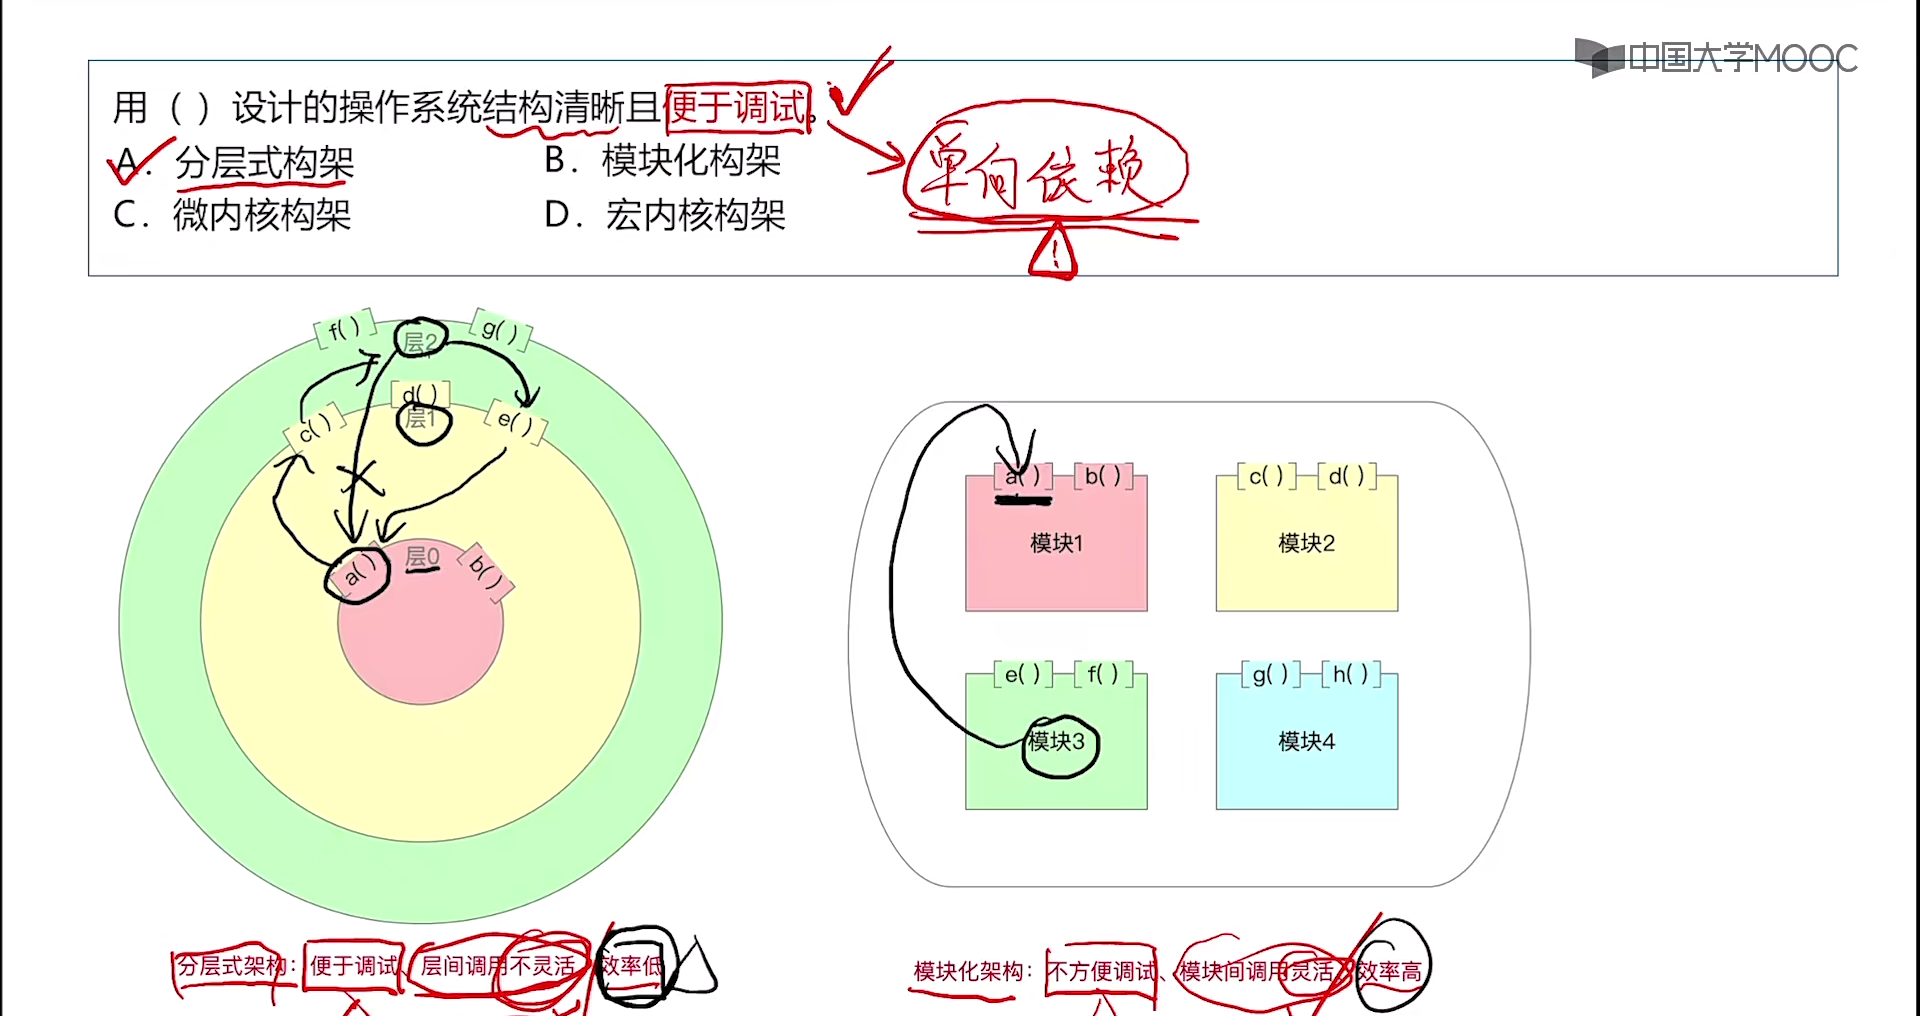 中国大学MOOC
用（ ）设计的操作系统结构清晰且便于调试。
单向依赖
A. 分层式构架
B. 模块化构架
C. 微内核构架
D. 宏内核构架
!
f( )
层2
g( )
d( )
层1
c( )
e( )
a( )
层0
b( )
a( )
b( )
c( )
d( )
模块1
模块2
e( )
f( )
g( )
h( )
模块3
模块4
分层式架构：便于调试、层间调用不灵活、效率低
模块化架构：不方便调试、模块间调用灵活、效率高